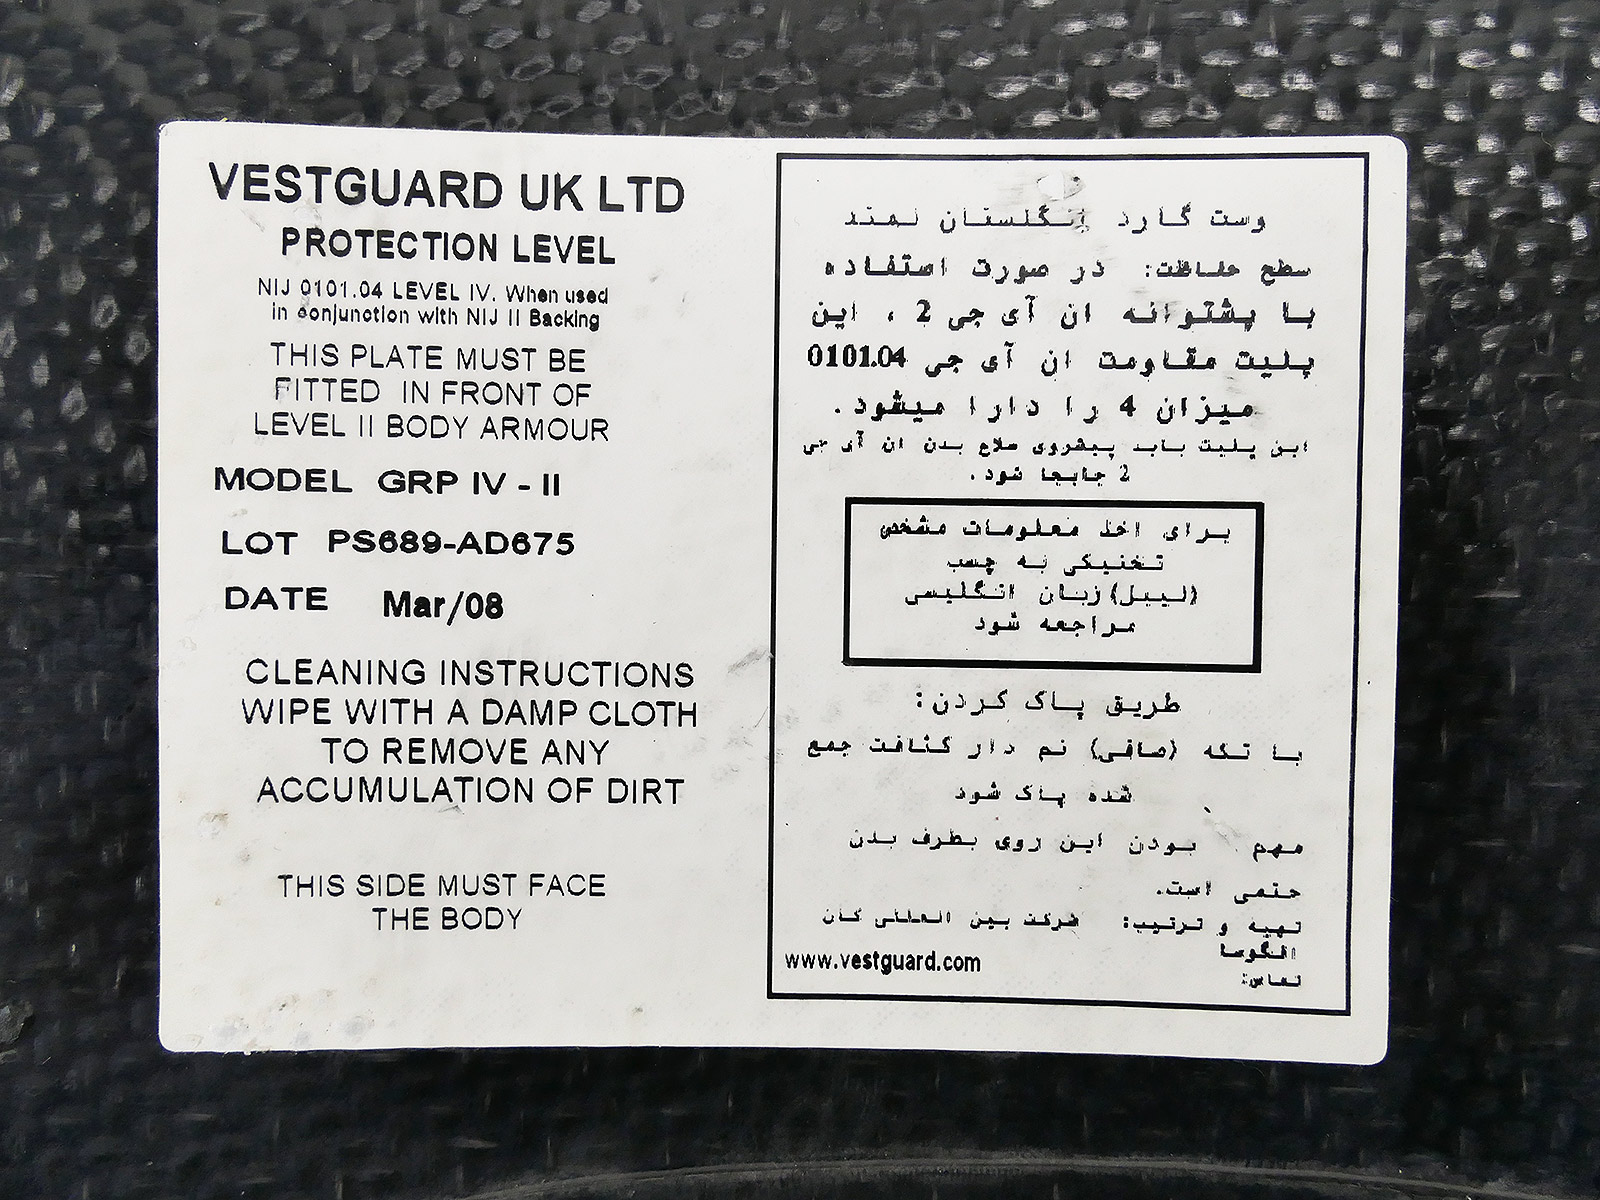 VESTGUARD UK LTD
PROTECTION LEVEL
NIJ 0101.04 LEVEL IV. When used
in conjunction with NIJ II Backing
THIS PLATE MUST BE
FITTED IN FRONT OF
LEVEL II BODY ARMOUR
MODEL GRP IV - II
LOT PS689-AD675
DATE Mar/08
CLEANING INSTRUCTIONS
WIPE WITH A DAMP CLOTH
TO REMOVE ANY
ACCUMULATION OF DIRT
THIS SIDE MUST FACE
THE BODY
وست گارد انگلستان لمتد
سطح حفاظت: در صورت استفاده
با پشتوانه ان آی جی 2 ، این
پلیت مقاومت ان آی جی 0101.04
میزان 4 را دارا میشود.
این پلیت باید پیشروی سلاح بدن ان آی جی
2 جابجا شود.
برای اخذ معلومات مشخص
تخنیکی به چسب
(لیبل) زبان انگلیسی
مراجعه شود
طریق پاک کردن:
با تکه (صافی) نم دار کثافت جمع
شده پاک شود
مهم بودن این روی بطرف بدن
حتمی است.
تهیه و ترتیب: شرکت بین المللی کان
انگوسا
تماس:
www.vestguard.com